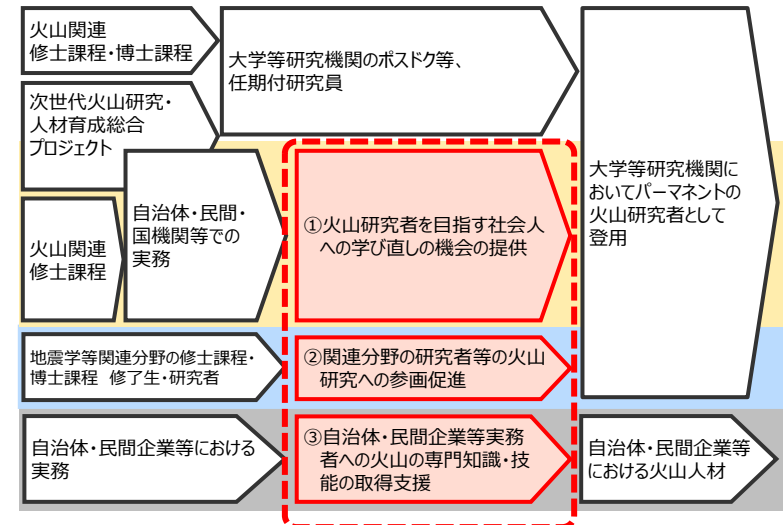 火山関連
修士課程・博士課程
大学等研究機関のポスドク等、
任期付研究員
次世代火山研究・
人材育成総合
プロジェクト
火山関連
修士課程
自治体・民間・
国機関等での
実務
①火山研究者を目指す社会人
への学び直しの機会の提供
大学等研究機関に
おいてパーマネントの
火山研究者として
登用
地震学等関連分野の修士課程・
博士課程　修了生・研究者
②関連分野の研究者等の火山
研究への参画促進
自治体・民間企業等における
実務
③自治体・民間企業等実務
者への火山の専門知識・技
能の取得支援
自治体・民間企業等
における火山人材